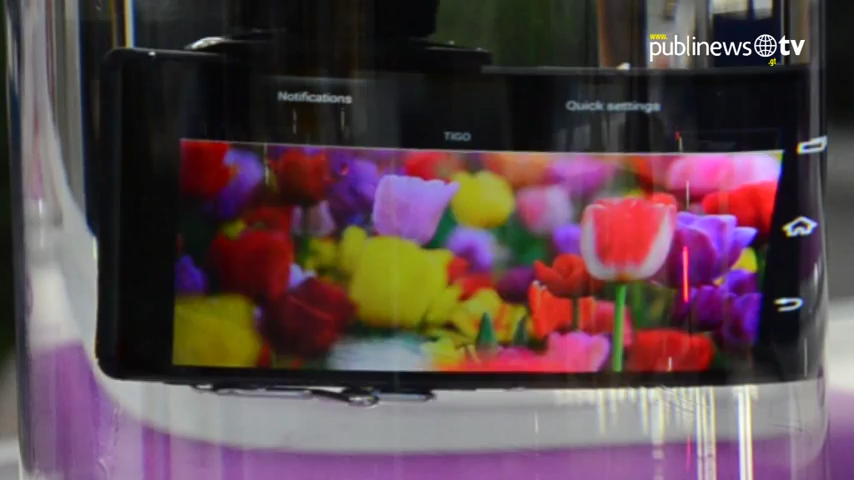 www.
publinews tv
.gt
Notifications
Quick settings
TIGO